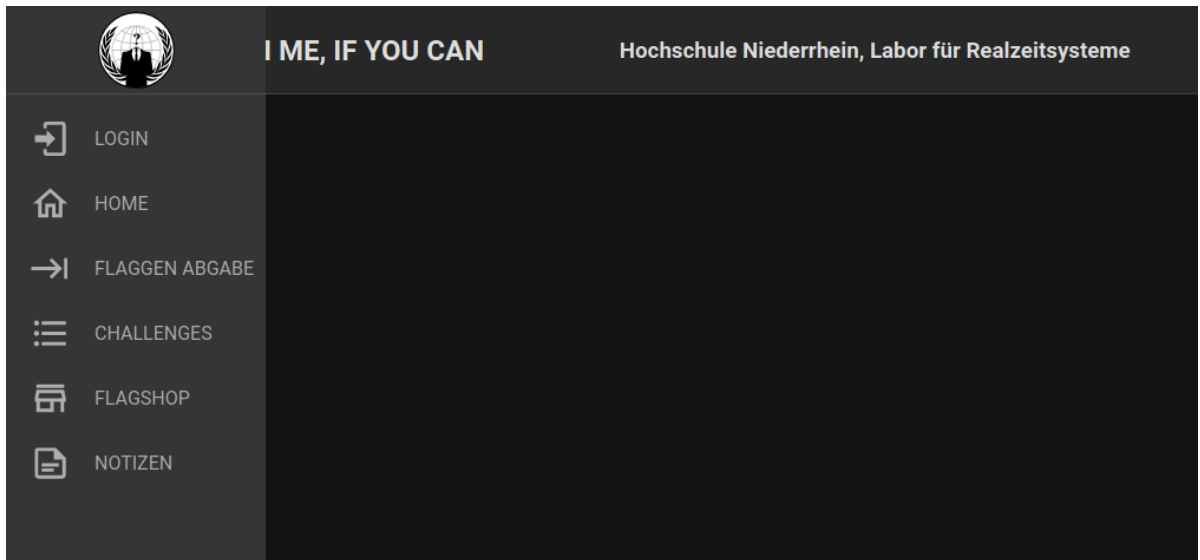 I ME, IF YOU CAN
Hochschule Niederrhein, Labor für Realzeitsysteme
LOGIN
HOME
FLAGGEN ABGABE
CHALLENGES
FLAGSHOP
NOTIZEN